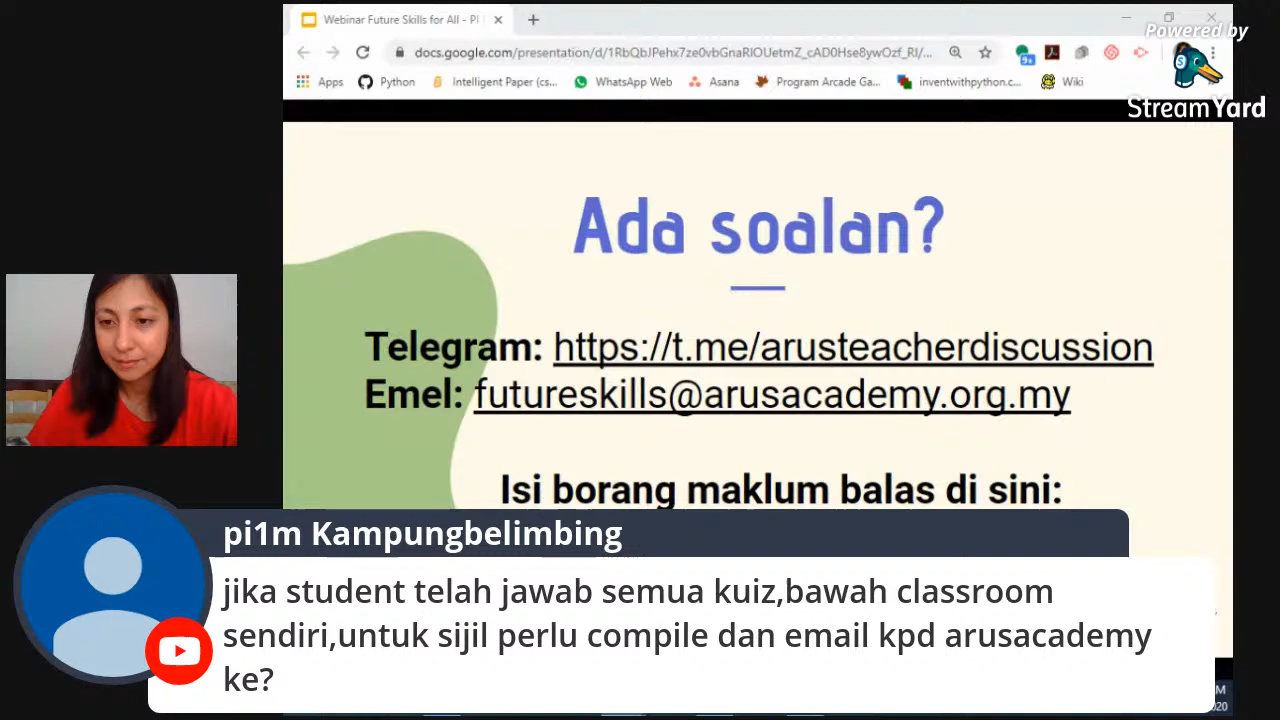 Webinar Future Skills for All - PI
Powered by
StreamYard
docs.google.com/presentation/d/1RbQbJPehx7ze0vbGnaRlOUetmZ_cAD0Hse8ywOzf_RI/...
9+
Apps
Python
Intelligent Paper (cs...
WhatsApp Web
Asana
Program Arcade Ga...
inventwithpython.c...
Wiki
Ada soalan?
Telegram: https://t.me/arusteacherdiscussion
Emel: futureskills@arusacademy.org.my
Isi borang maklum balas di sini:
pi1m Kampungbelimbing
jika student telah jawab semua kuiz,bawah classroom
sendiri,untuk sijil perlu compile dan email kpd arusacademy
ke?